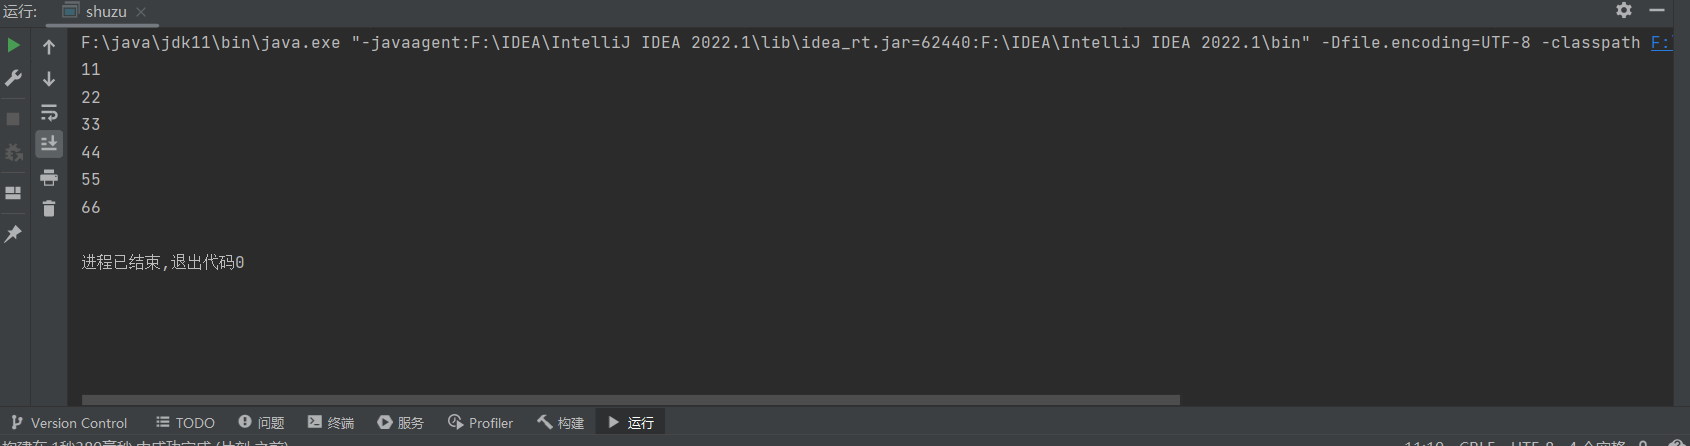 运行: shuzu
F:\java\jdk11\bin\java.exe "-javaagent:F:\IDEA\IntelliJ IDEA 2022.1\lib\idea_rt.jar=62440:F:\IDEA\IntelliJ IDEA 2022.1\bin" -Dfile.encoding=UTF-8 -classpath F:\
11
22
33
44
55
66
进程已结束,退出代码0
Version Control TODO 问题 终端 服务 Profiler 构建 运行